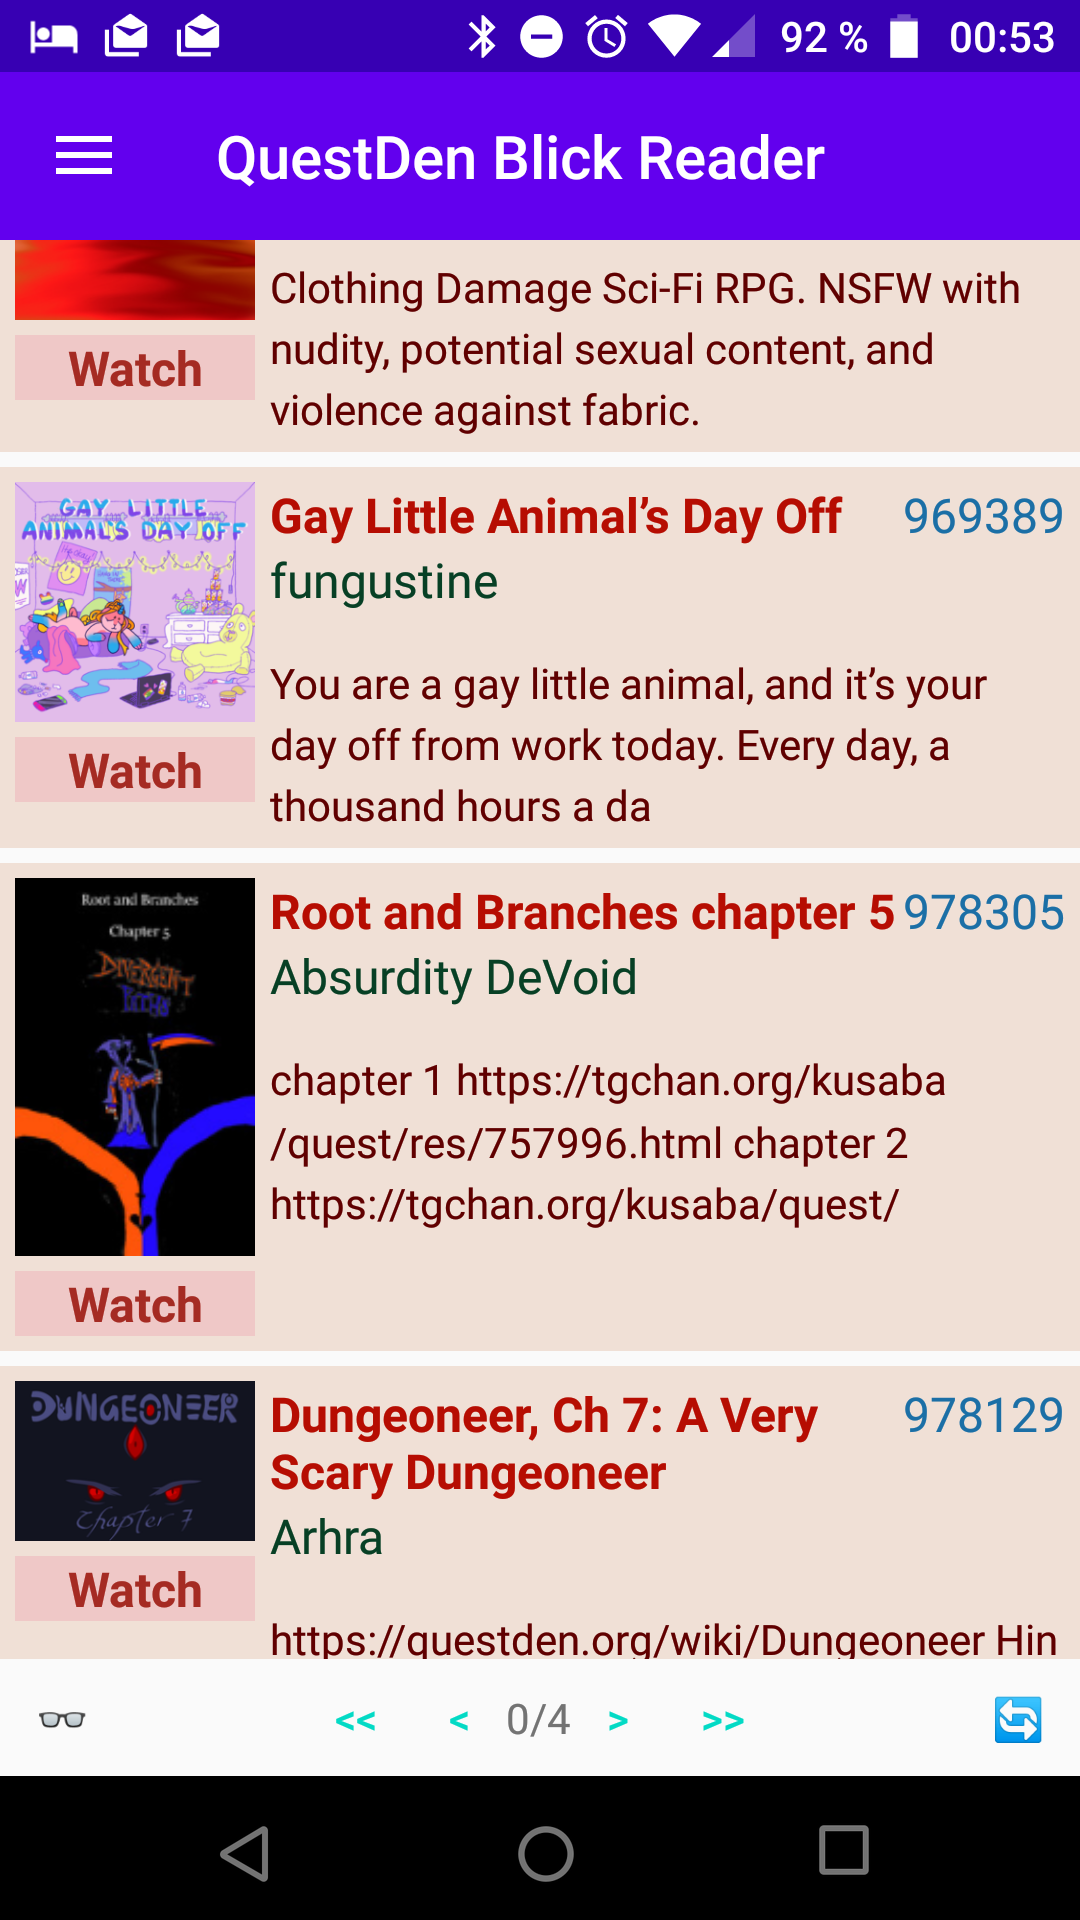 92 %
00:53
QuestDen Blick Reader
Clothing Damage Sci-Fi RPG. NSFW with
nudity, potential sexual content, and
violence against fabric.
Watch
GAY LITTLE
ANIMAL'S DAY OFF
Gay Little Animal’s Day Off
969389
fungustine
You are a gay little animal, and it’s your
day off from work today. Every day, a
thousand hours a da
Watch
Root and Branches
Chapter 5
DIVERGENT
Root and Branches chapter 5
978305
Absurdity DeVoid
chapter 1 https://tgchan.org/kusaba
/quest/res/757996.html chapter 2
https://tgchan.org/kusaba/quest/
Watch
DUNGEONEER
Chapter 7
Dungeoneer, Ch 7: A Very
Scary Dungeoneer
978129
Arhra
https://questden.org/wiki/Dungeoneer Hin
Watch
<<
<
0/4
>
>>